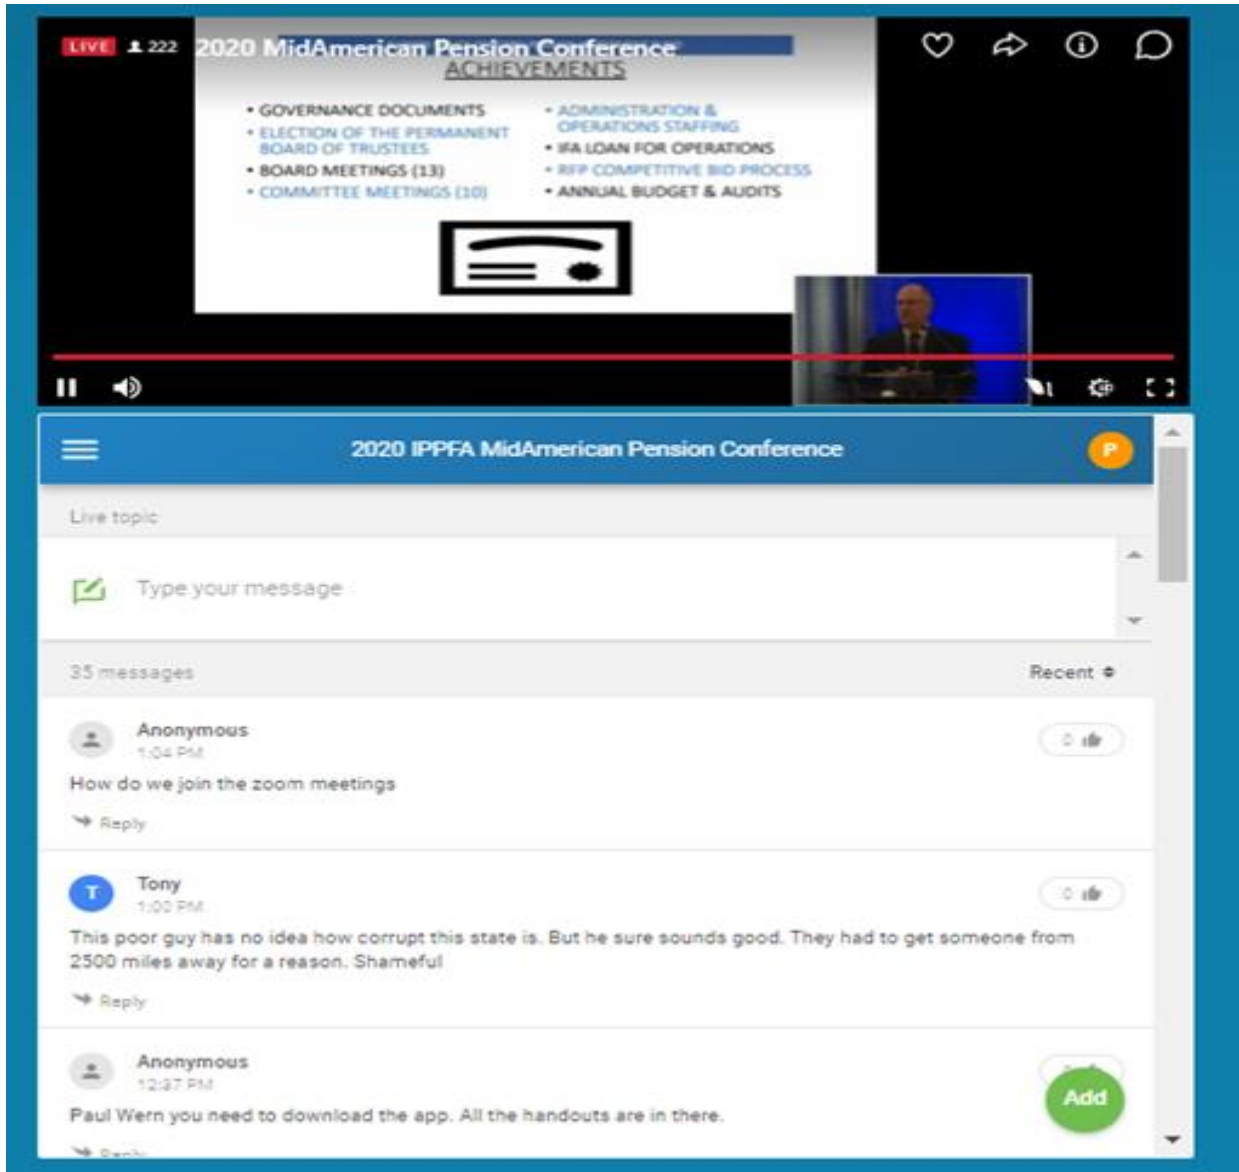 LIVE 222 2020 MidAmerican Pension Conference
ACHIEVEMENTS
• GOVERNANCE DOCUMENTS
• ELECTION OF THE PERMANENT
BOARD OF TRUSTEES
• BOARD MEETINGS (13)
• COMMITTEE MEETINGS (10)
• ADMINISTRATION &
OPERATIONS STAFFING
• IFA LOAN FOR OPERATIONS
• RFP COMPETITIVE BID PROCESS
• ANNUAL BUDGET & AUDITS
2020 IPPFA MidAmerican Pension Conference
P
Live topic
Type your message
35 messages
Recent
Anonymous
1:04 PM
0
How do we join the zoom meetings
Reply
T
Tony
1:00 PM
0
This poor guy has no idea how corrupt this state is. But he sure sounds good. They had to get someone from
2500 miles away for a reason. Shameful
Reply
Anonymous
12:37 PM
Add
Paul Wern you need to download the app. All the handouts are in there.
Reply